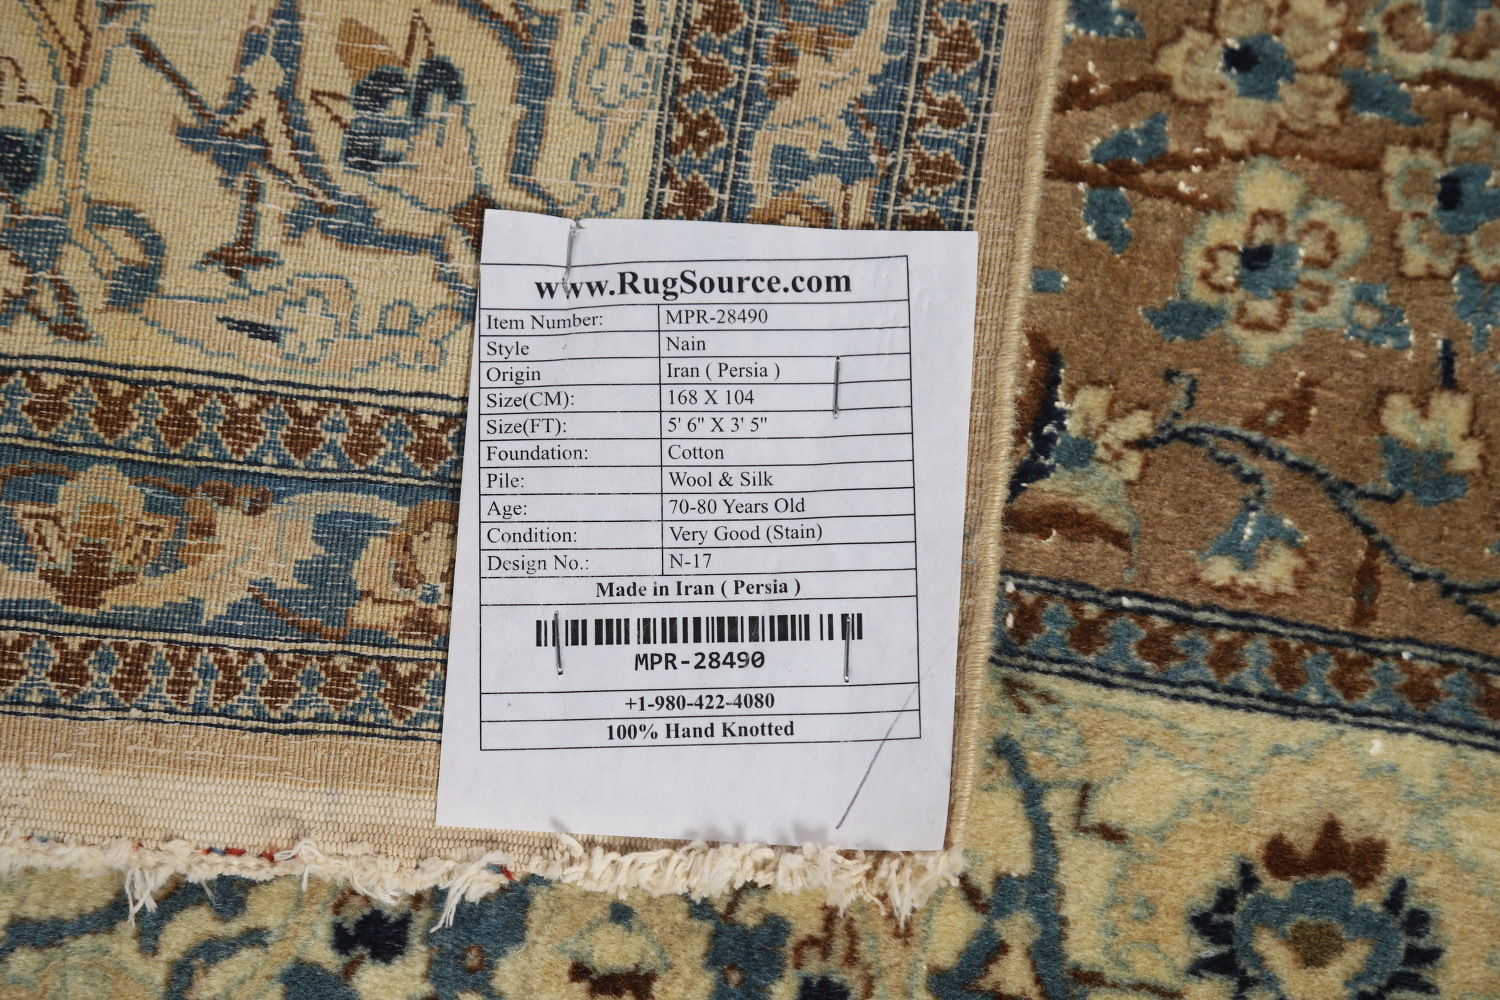 www.RugSource.com
Item Number: MPR-28490
Style Nain
Origin Iran ( Persia )
Size(CM): 168 X 104
Size(FT): 5' 6" X 3' 5"
Foundation: Cotton
Pile: Wool & Silk
Age: 70-80 Years Old
Condition: Very Good (Stain)
Design No.: N-17
Made in Iran ( Persia )
MPR-28490
+1-980-422-4080
100% Hand Knotted